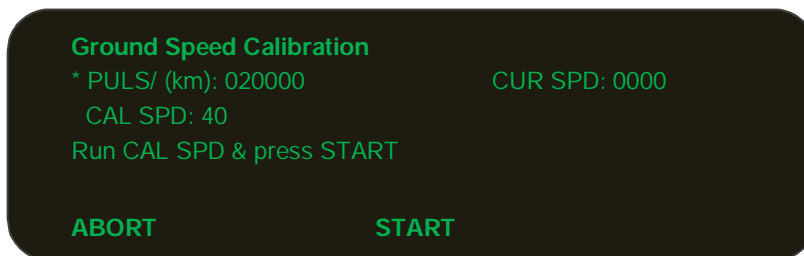 Ground Speed Calibration
* PULS/ (km): 020000 CUR SPD: 0000
CAL SPD: 40
Run CAL SPD & press START
ABORT START